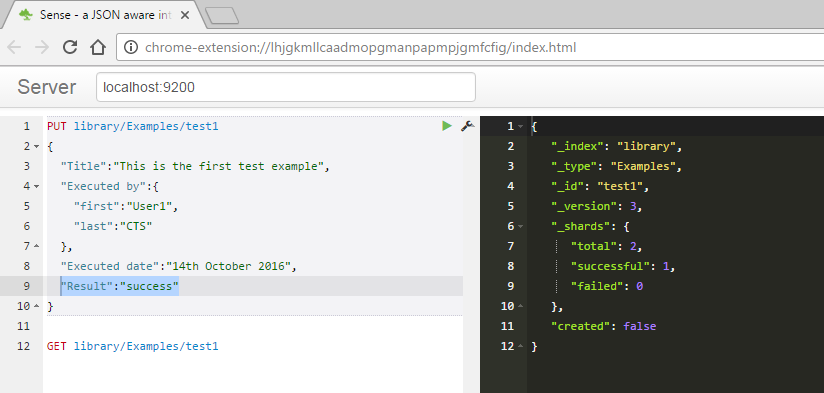 Sense - a JSON aware int
chrome-extension://lhjgkmllcaadmopgmanpapmpjgmfcfig/index.html
Server localhost:9200
1 PUT library/Examples/test1
2 {
3 "Title":"This is the first test example",
4 "Executed by":{
5 "first":"User1",
6 "last":"CTS"
7 },
8 "Executed date":"14th October 2016",
9 "Result":"success"
10 }
11
12 GET library/Examples/test1
1 {
2 "_index": "library",
3 "_type": "Examples",
4 "_id": "test1",
5 "_version": 3,
6 "_shards": {
7 "total": 2,
8 "successful": 1,
9 "failed": 0
10 },
11 "created": false
12 }